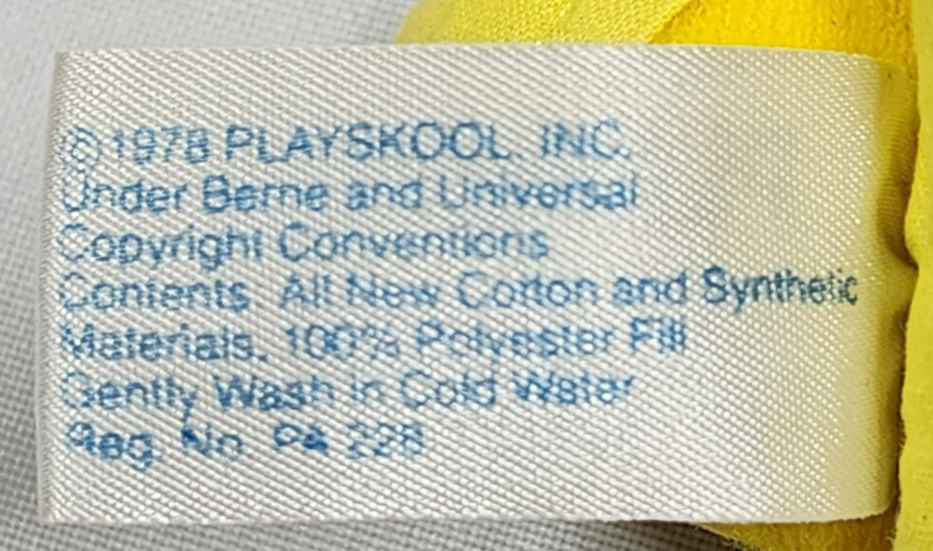 ©1978 PLAYSKOOL, INC.
Under Berne and Universal
Copyright Conventions
Contents: All New Cotton and Synthetic
Materials, 100% Polyester Fill
Gently Wash in Cold Water
Reg. No. PA 228